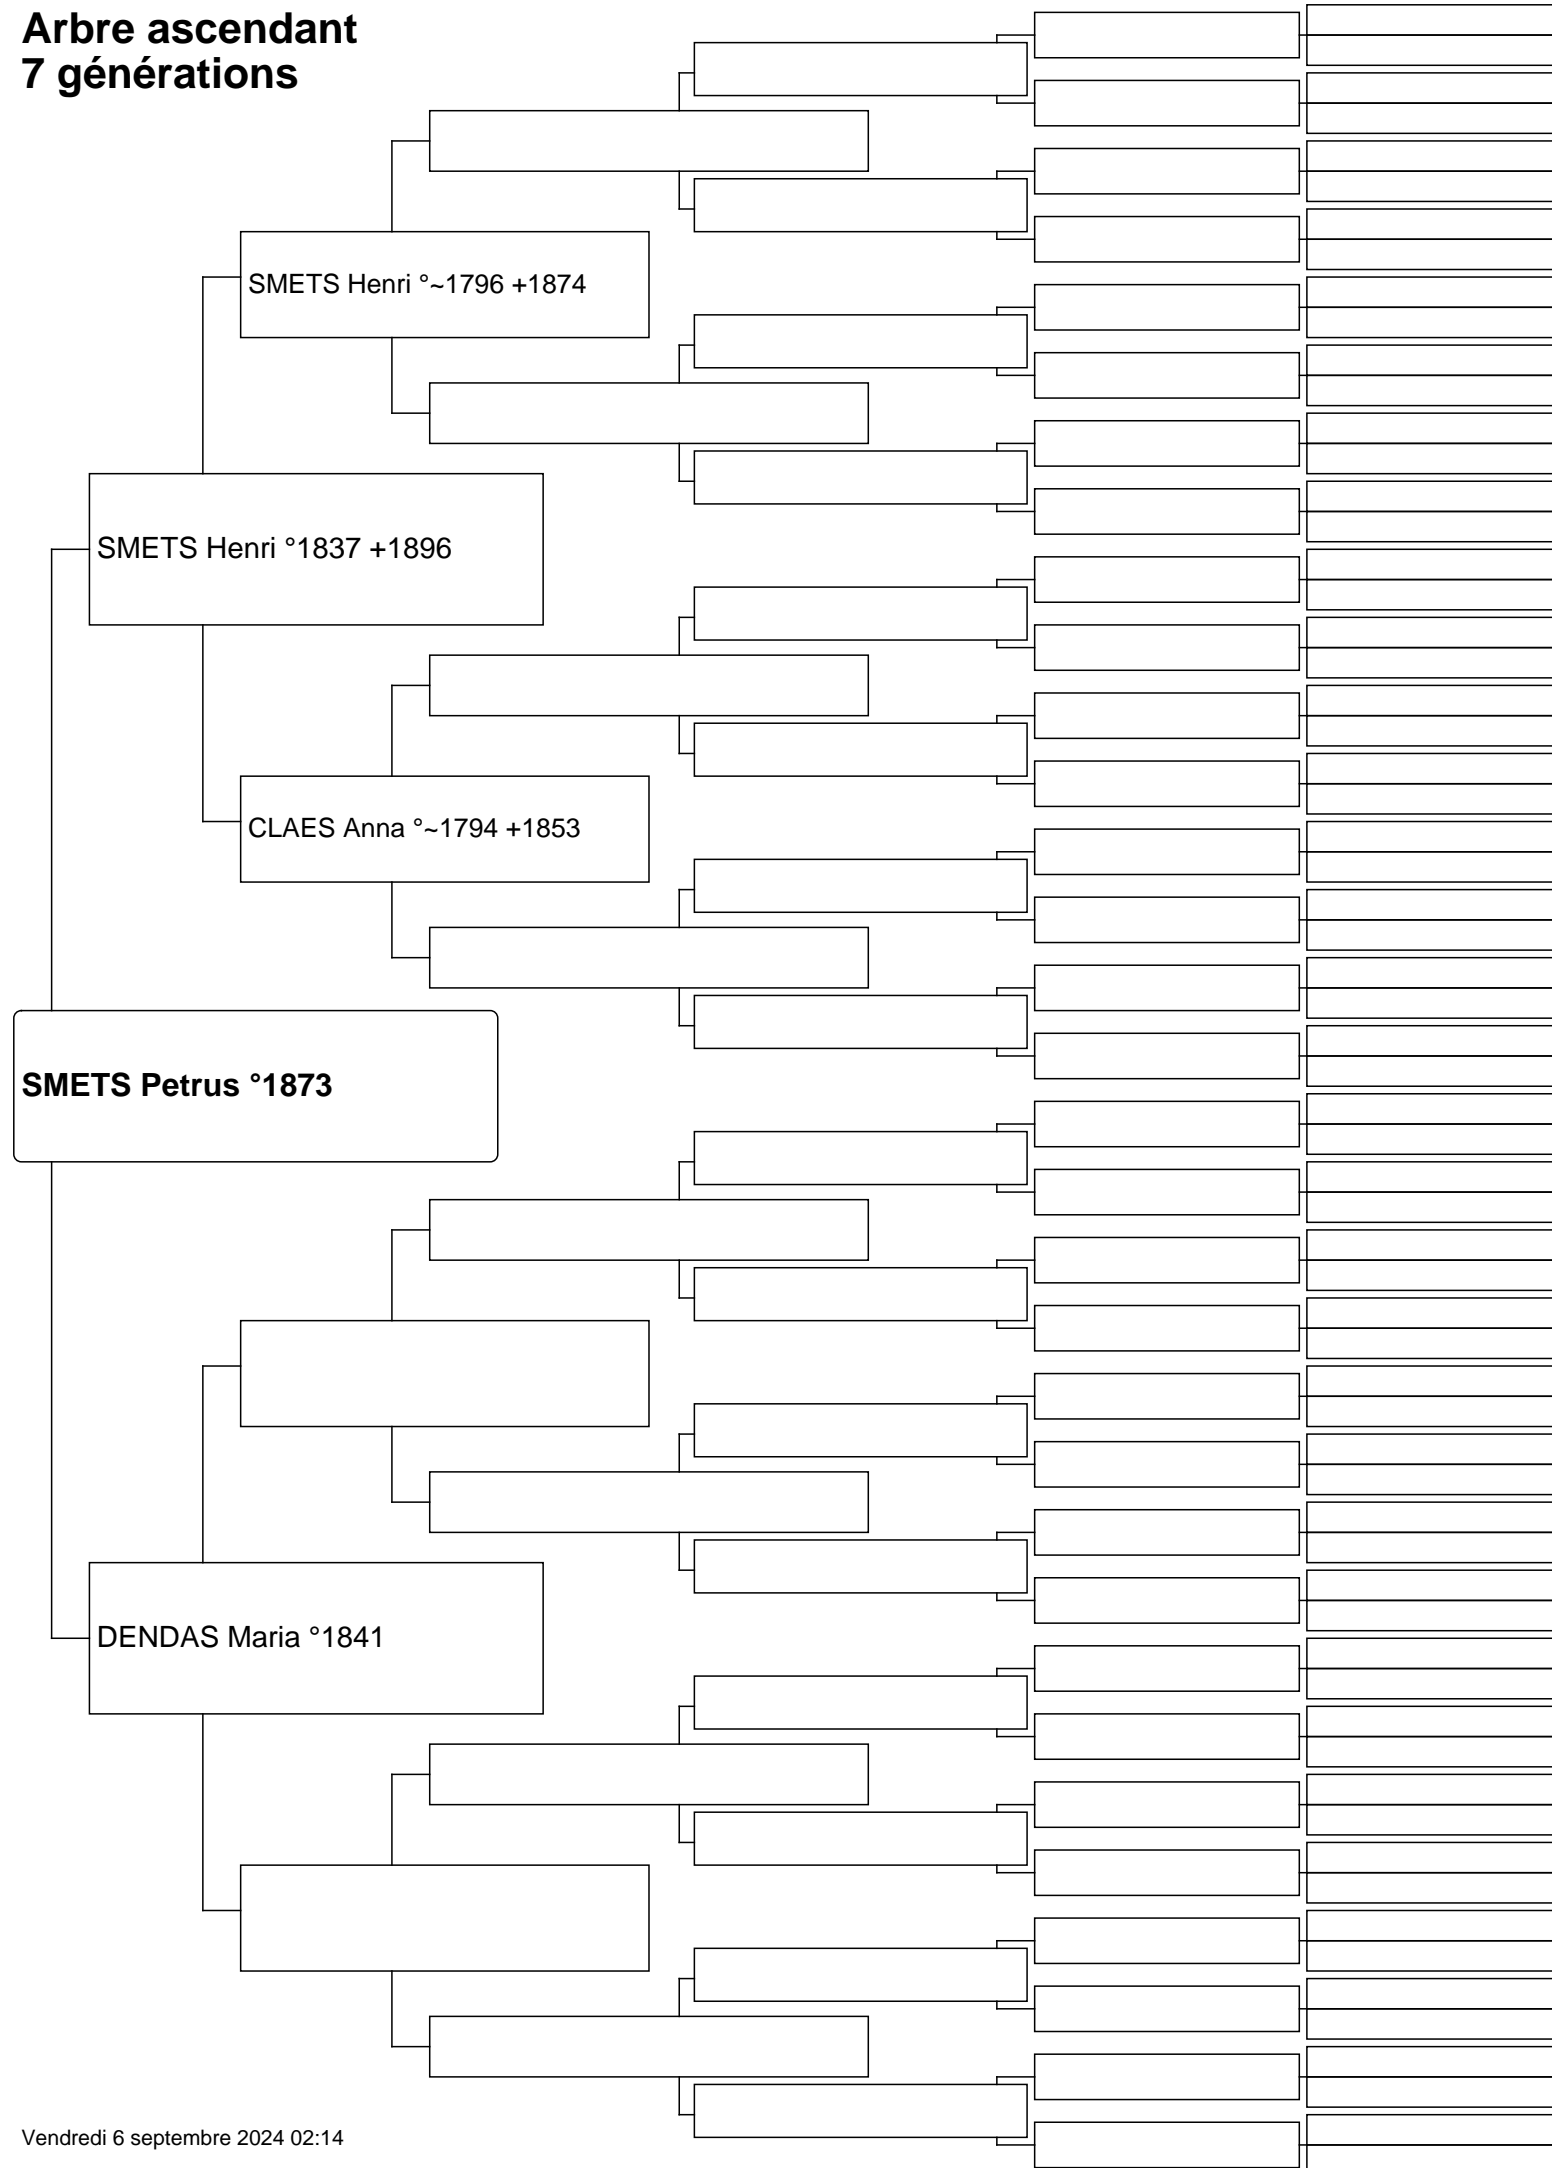 Arbre ascendant
7 générations
SMETS Henri °~1796 +1874
SMETS Henri °1837 +1896
CLAES Anna °~1794 +1853
SMETS Petrus °1873
DENDAS Maria °1841
Vendredi 6 septembre 2024 02:14